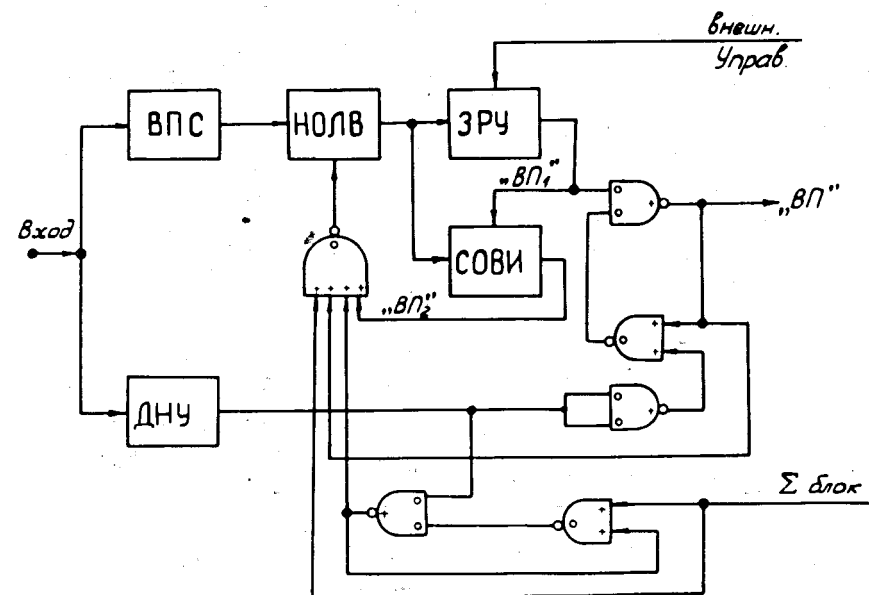 внешн.
Управ.
ВПС
НОЛВ
ЗРУ
„ВП₁"
„ВП"
Вход
СОВИ
„ВП₂"
ДНУ
Σ блок